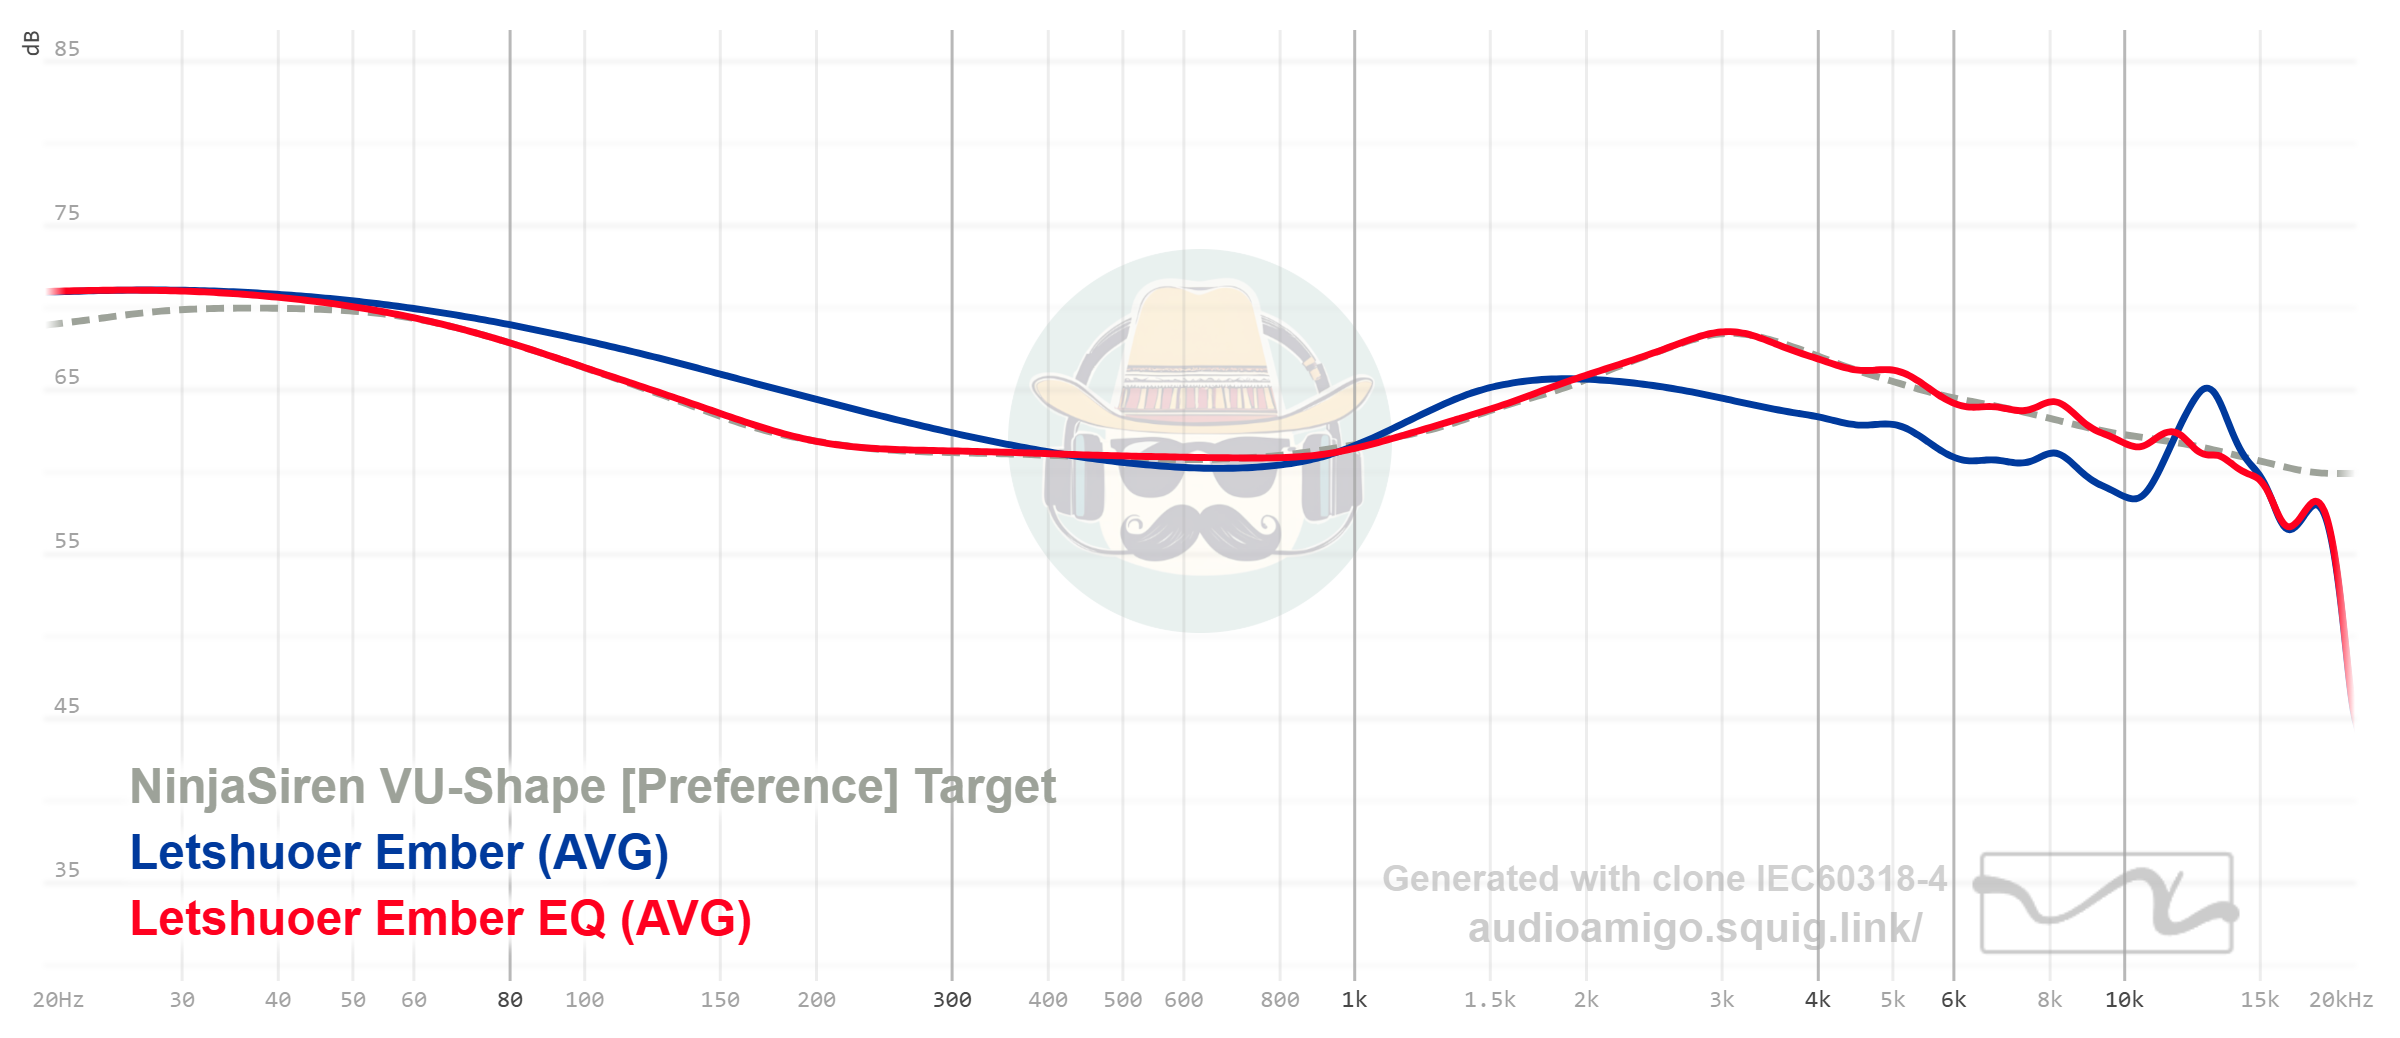 dB
85
75
65
55
45
35
NinjaSiren VU-Shape [Preference] Target
Letshuoer Ember (AVG)
Letshuoer Ember EQ (AVG)
Generated with clone IEC60318-4
audioamigo.squig.link/
20Hz 30 40 50 60 80 100 150 200 300 400 500 600 800 1k 1.5k 2k 3k 4k 5k 6k 8k 10k 15k 20kHz